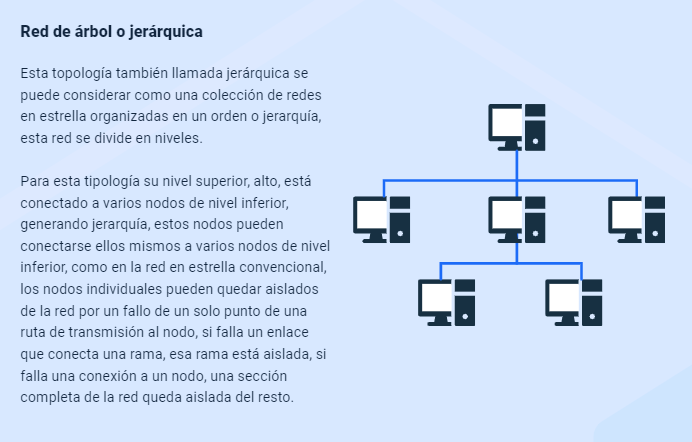 Red de árbol o jerárquica
Esta topología también llamada jerárquica se
puede considerar como una colección de redes
en estrella organizadas en un orden o jerarquía,
esta red se divide en niveles.
Para esta tipología su nivel superior, alto, está
conectado a varios nodos de nivel inferior,
generando jerarquía, estos nodos pueden
conectarse ellos mismos a varios nodos de nivel
inferior, como en la red en estrella convencional,
los nodos individuales pueden quedar aislados
de la red por un fallo de un solo punto de una
ruta de transmisión al nodo, si falla un enlace
que conecta una rama, esa rama está aislada, si
falla una conexión a un nodo, una sección
completa de la red queda aislada del resto.